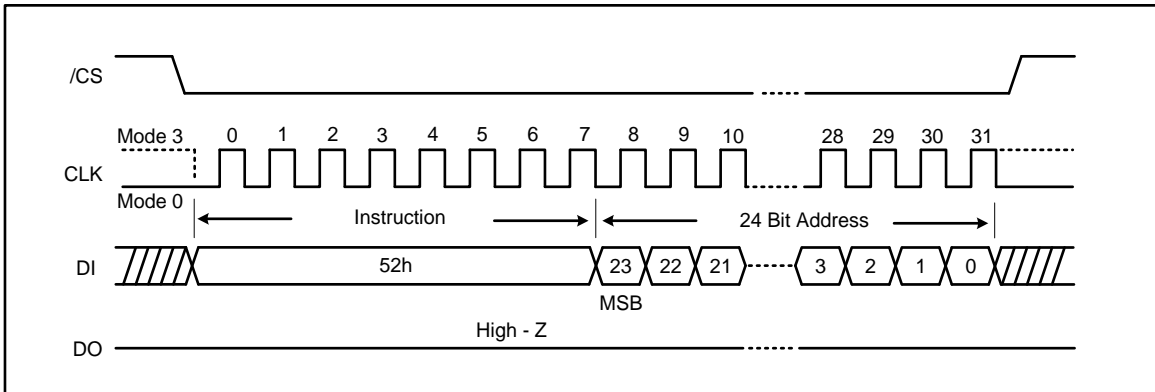 /CS
Mode 3 0 1 2 3 4 5 6 7 8 9 10 28 29 30 31
CLK
Mode 0
Instruction 24 Bit Address
DI 52h 23 22 21 3 2 1 0
MSB
High - Z
DO